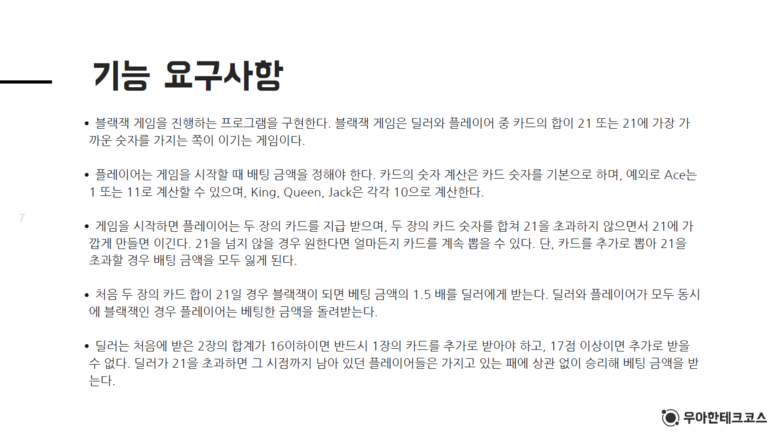 기능 요구사항
• 블랙잭 게임을 진행하는 프로그램을 구현한다. 블랙잭 게임은 딜러와 플레이어 중 카드의 합이 21 또는 21에 가장 가
까운 숫자를 가지는 쪽이 이기는 게임이다.
• 플레이어는 게임을 시작할 때 배팅 금액을 정해야 한다. 카드의 숫자 계산은 카드 숫자를 기본으로 하며, 예외로 Ace는
1 또는 11로 계산할 수 있으며, King, Queen, Jack은 각각 10으로 계산한다.
7
• 게임을 시작하면 플레이어는 두 장의 카드를 지급 받으며, 두 장의 카드 숫자를 합쳐 21을 초과하지 않으면서 21에 가
깝게 만들면 이긴다. 21을 넘지 않을 경우 원한다면 얼마든지 카드를 계속 뽑을 수 있다. 단, 카드를 추가로 뽑아 21을
초과할 경우 배팅 금액을 모두 잃게 된다.
• 처음 두 장의 카드 합이 21일 경우 블랙잭이 되면 베팅 금액의 1.5 배를 딜러에게 받는다. 딜러와 플레이어가 모두 동시
에 블랙잭인 경우 플레이어는 베팅한 금액을 돌려받는다.
• 딜러는 처음에 받은 2장의 합계가 16이하이면 반드시 1장의 카드를 추가로 받아야 하고, 17점 이상이면 추가로 받을
수 없다. 딜러가 21을 초과하면 그 시점까지 남아 있던 플레이어들은 가지고 있는 패에 상관 없이 승리해 베팅 금액을 받
는다.
우아한테크코스